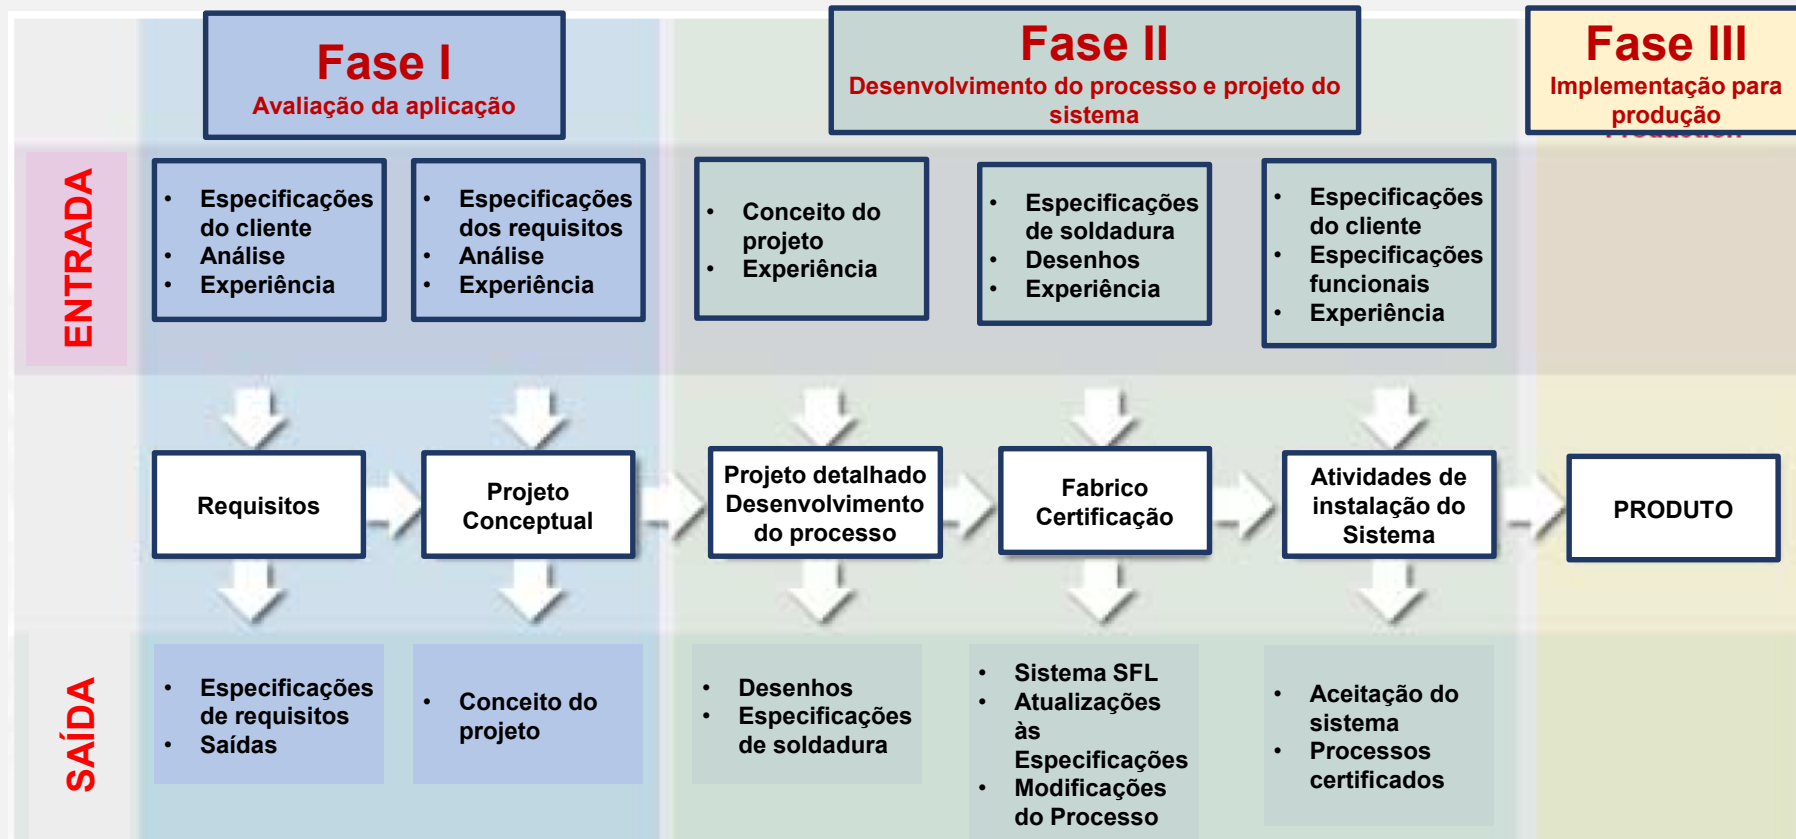 Fase I
Avaliação da aplicação
Fase II
Desenvolvimento do processo e projeto do
sistema
Fase III
Implementação para
produção
ENTRADA
• Especificações
do cliente
• Análise
• Experiência
• Especificações
dos requisitos
• Análise
• Experiência
• Conceito do
projeto
• Experiência
• Especificações
de soldadura
• Desenhos
• Experiência
• Especificações
do cliente
• Especificações
funcionais
• Experiência
Requisitos
Projeto
Conceptual
Projeto detalhado
Desenvolvimento
do processo
Fabrico
Certificação
Atividades de
instalação do
Sistema
PRODUTO
SAÍDA
• Especificações
de requisitos
• Saídas
• Conceito do
projeto
• Desenhos
• Especificações
de soldadura
• Sistema SFL
• Atualizações
às
Especificações
• Modificações
do Processo
• Aceitação do
sistema
• Processos
certificados